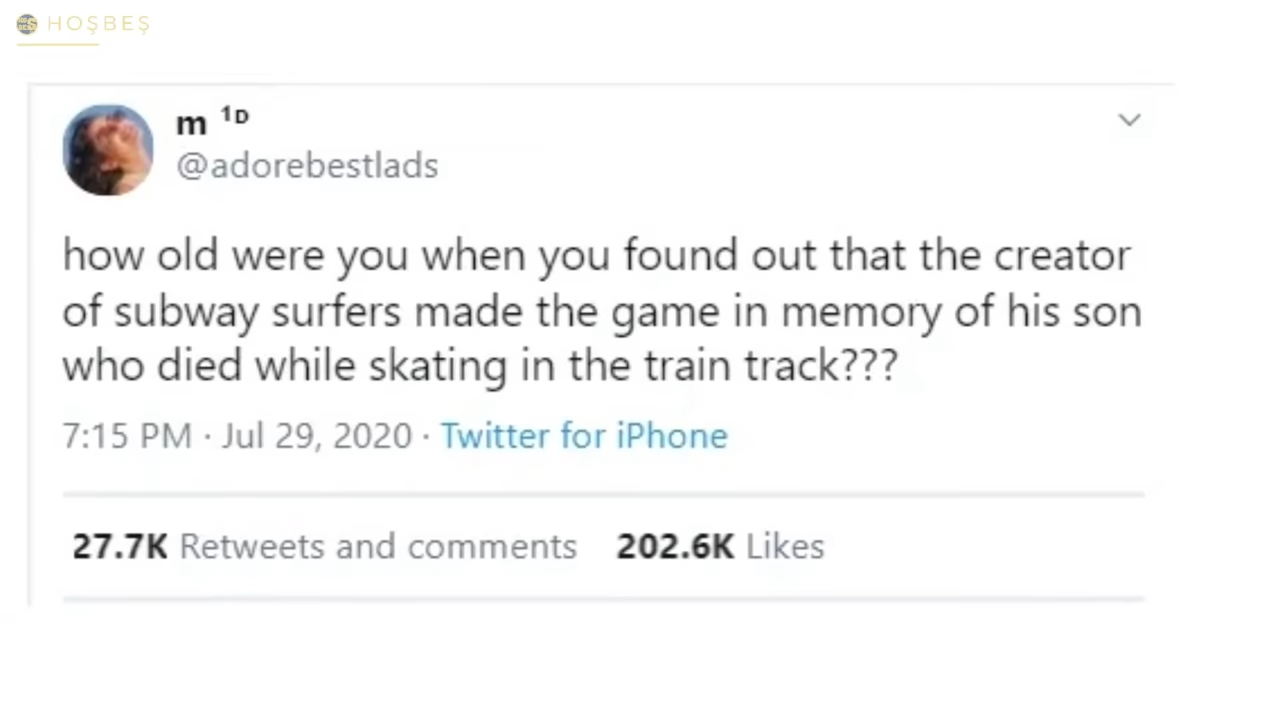 HOŞBEŞ
m 1D
@adorebestlads
how old were you when you found out that the creator
of subway surfers made the game in memory of his son
who died while skating in the train track???
7:15 PM · Jul 29, 2020 · Twitter for iPhone
27.7K Retweets and comments 202.6K Likes